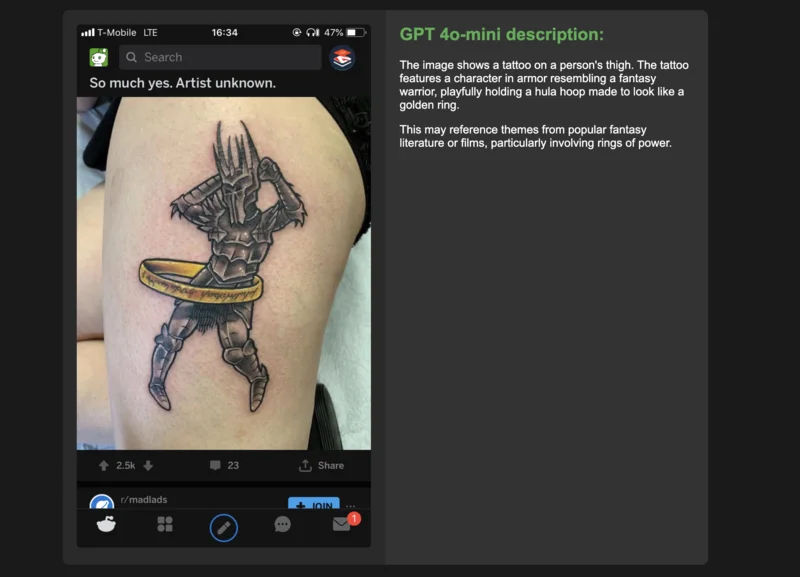 T-Mobile LTE 16:34 47%
Search
So much yes. Artist unknown.
2.5k 23 Share
r/madlads
JOIN
1
GPT 4o-mini description:
The image shows a tattoo on a person's thigh. The tattoo
features a character in armor resembling a fantasy
warrior, playfully holding a hula hoop made to look like a
golden ring.
This may reference themes from popular fantasy
literature or films, particularly involving rings of power.